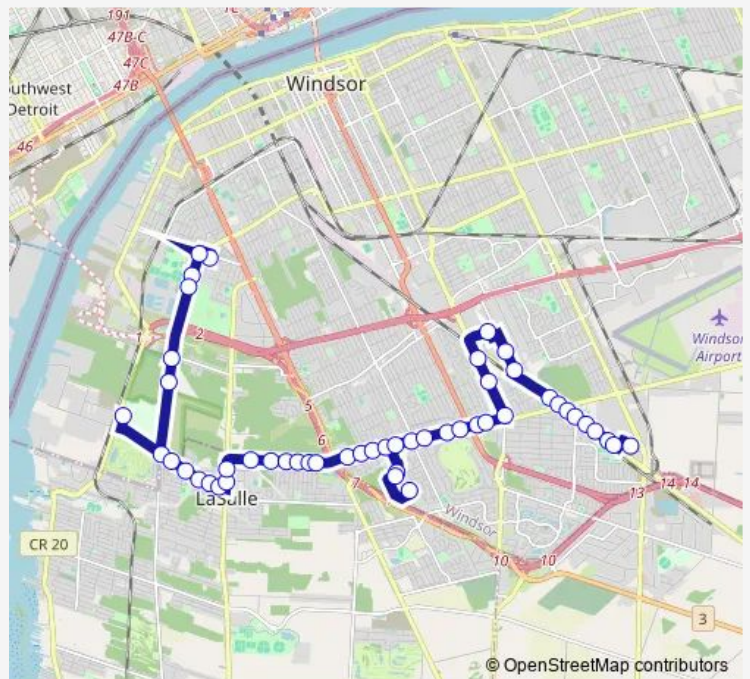 191
1C
47B-C
47C
47B
Windsor
Detroit
46
2
1
5
6
7
Windsor
Airport
LaSalle
Windsor
13
14 14
CR 20
10
10
3
© OpenStreetMap contributors